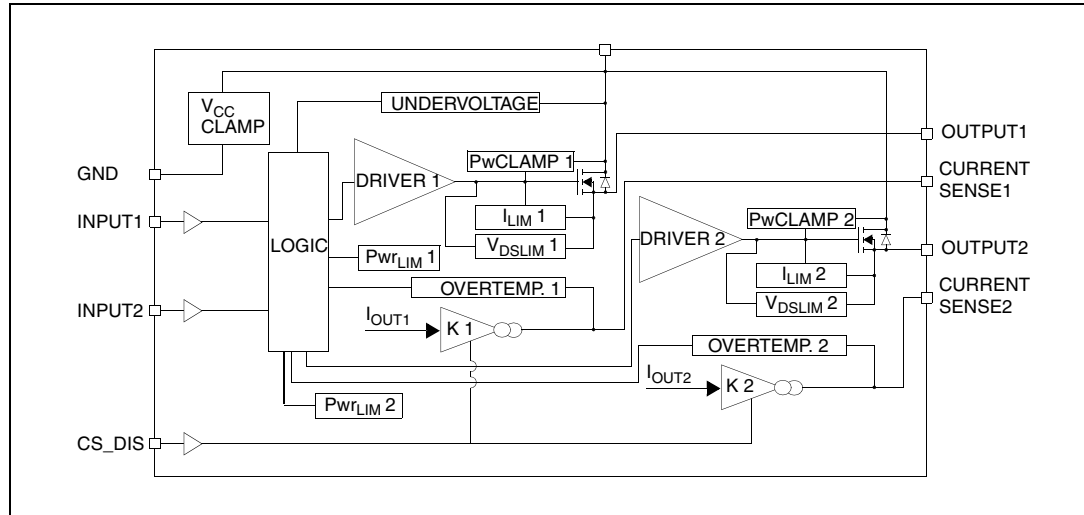 V_CC
CLAMP
UNDERVOLTAGE
OUTPUT1
PwCLAMP 1
CURRENT
SENSE1
GND
DRIVER 1
INPUT1
I_LIM 1
PwCLAMP 2
LOGIC
V_DSLIM 1
DRIVER 2
OUTPUT2
Pwr_LIM 1
I_LIM 2
CURRENT
SENSE2
OVERTEMP. 1
V_DSLIM 2
INPUT2
I_OUT1
K 1
OVERTEMP. 2
I_OUT2
K 2
Pwr_LIM 2
CS_DIS